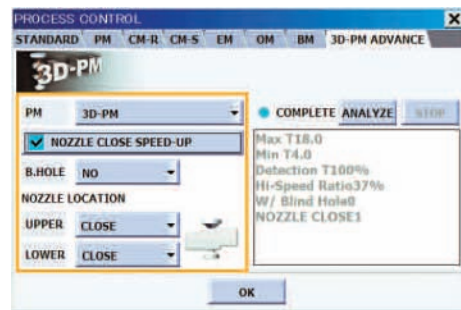 PROCESS CONTROL
STANDARD PM CM-R CM-S EM OM BM 3D-PM ADVANCE
3D-PM
PM 3D-PM
NOZZLE CLOSE SPEED-UP
B.HOLE NO
NOZZLE LOCATION
UPPER CLOSE
LOWER CLOSE
COMPLETE ANALYZE STOP
Max T18.0
Min T4.0
Detection T100%
Hi-Speed Ratio37%
W/ Blind Hole0
NOZZLE CLOSE1
OK